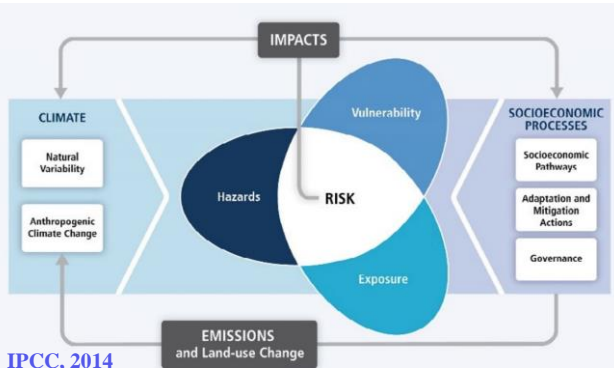 IMPACTS
CLIMATE
Natural
Variability
Anthropogenic
Climate Change
Vulnerability
Hazards
RISK
Exposure
SOCIOECONOMIC
PROCESSES
Socioeconomic
Pathways
Adaptation and
Mitigation
Actions
Governance
EMISSIONS
and Land-use Change
IPCC, 2014